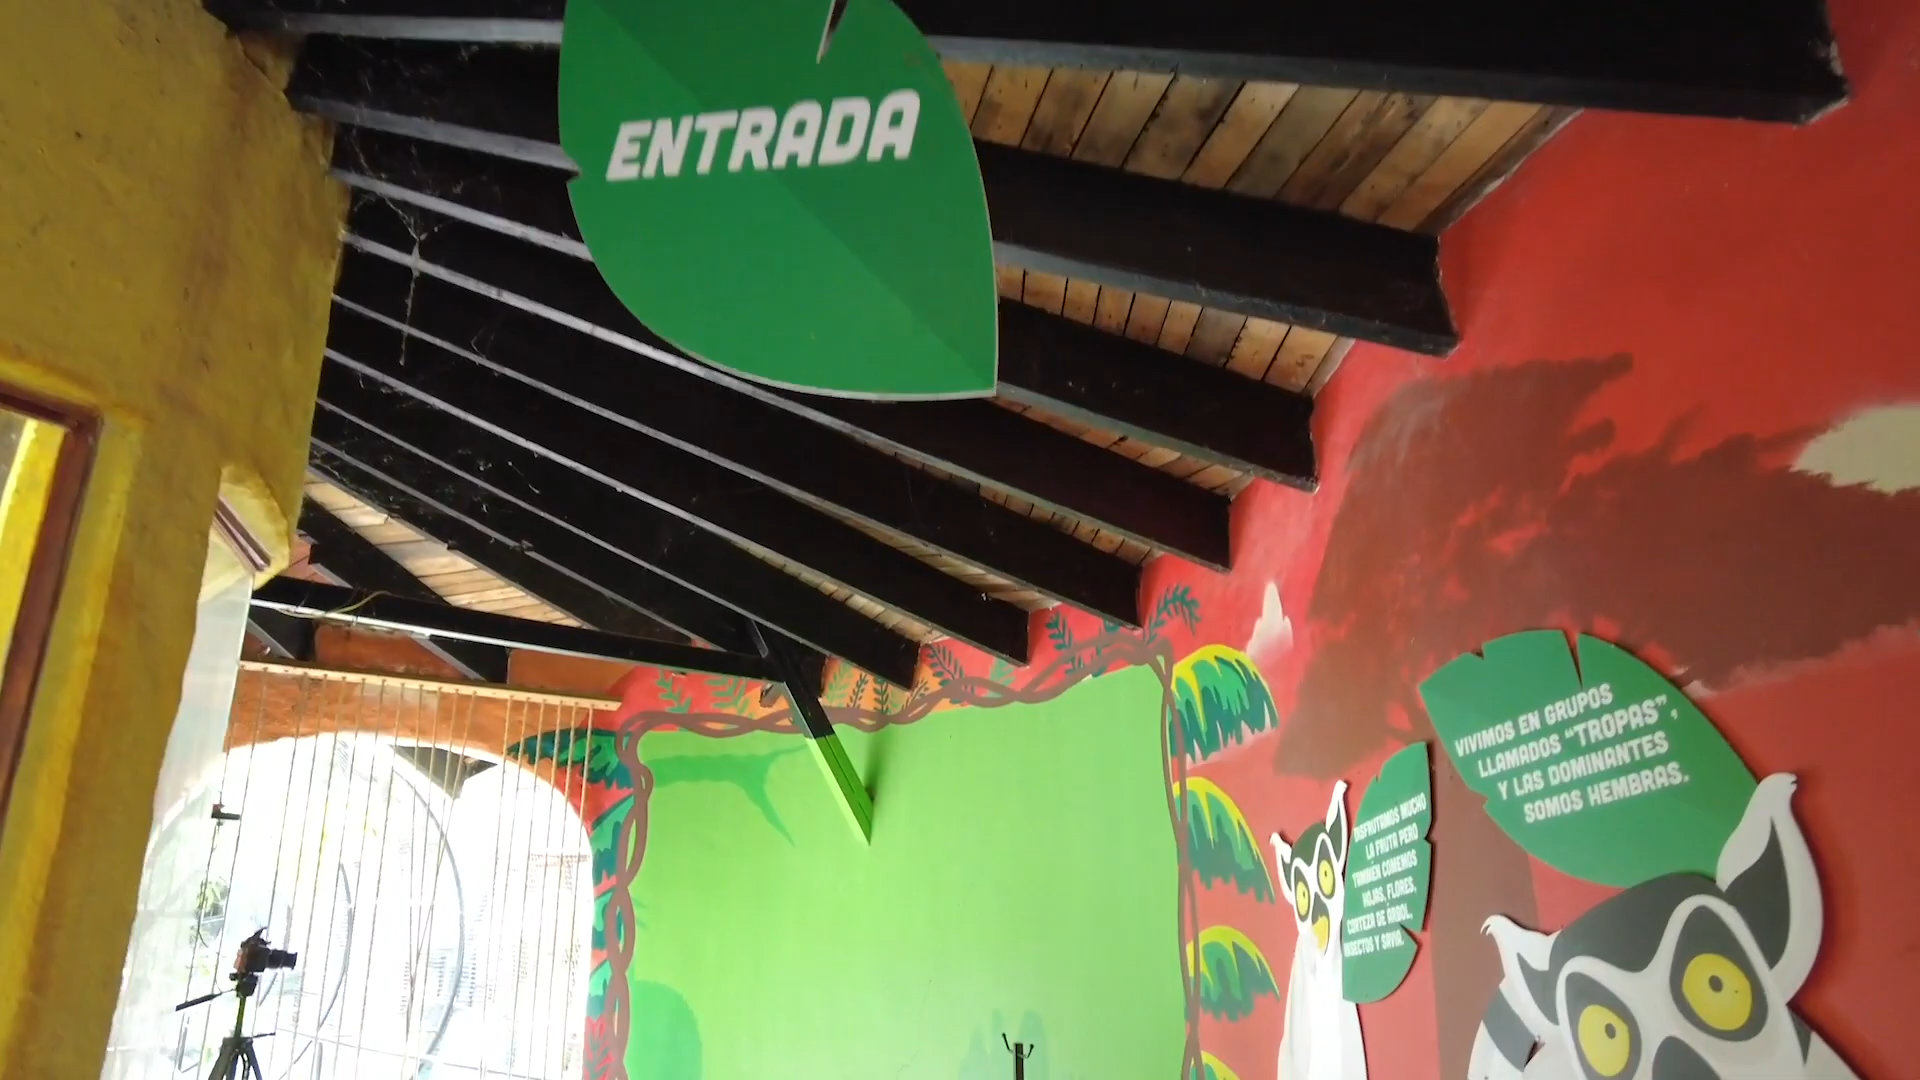 ENTRADA
VIVIMOS EN GRUPOS
LLAMADOS "TROPAS",
Y LAS DOMINANTES
SOMOS HEMBRAS.
DISFRUTAMOS MUCHO
LA FRUTA PERO
TAMBIÉN COMEMOS
HOJAS, FLORES,
CORTEZA DE ÁRBOL,
INSECTOS Y SAVIA.